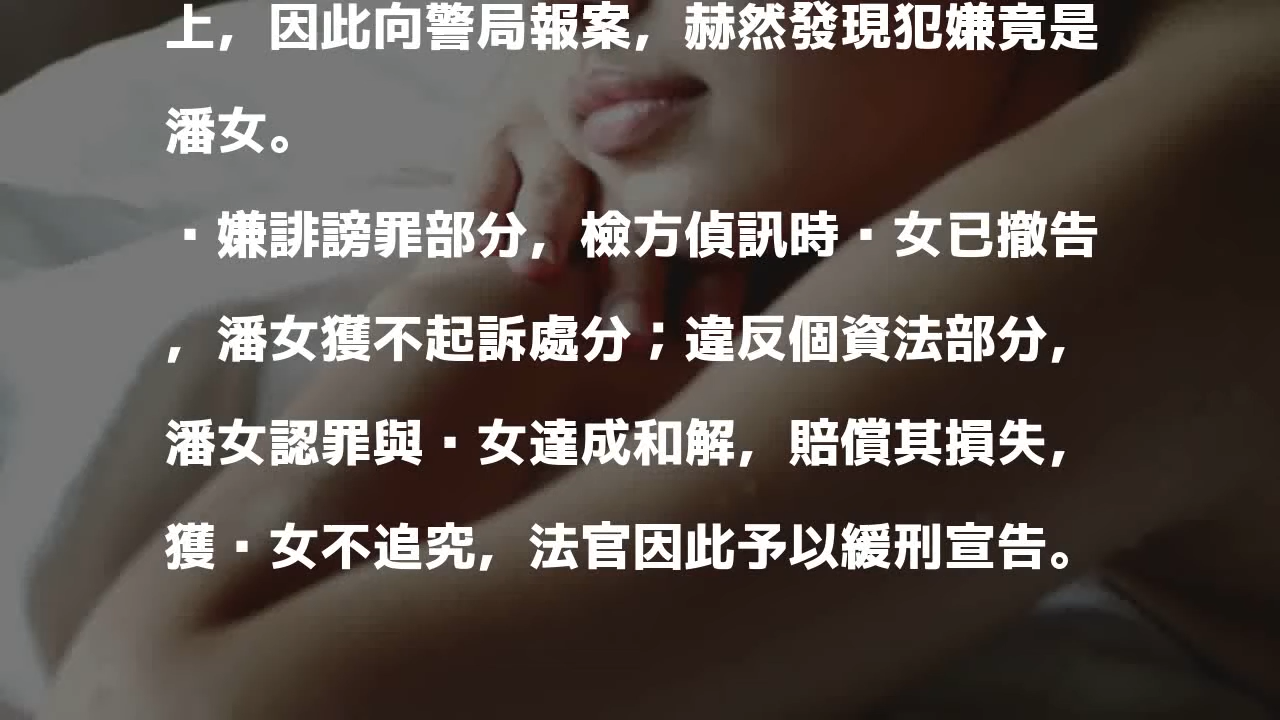 上，因此向警局報案，赫然發現犯嫌竟是
潘女。
▪嫌誹謗罪部分，檢方偵訊時▪女已撤告
，潘女獲不起訴處分；違反個資法部分，
潘女認罪與▪女達成和解，賠償其損失，
獲▪女不追究，法官因此予以緩刑宣告。